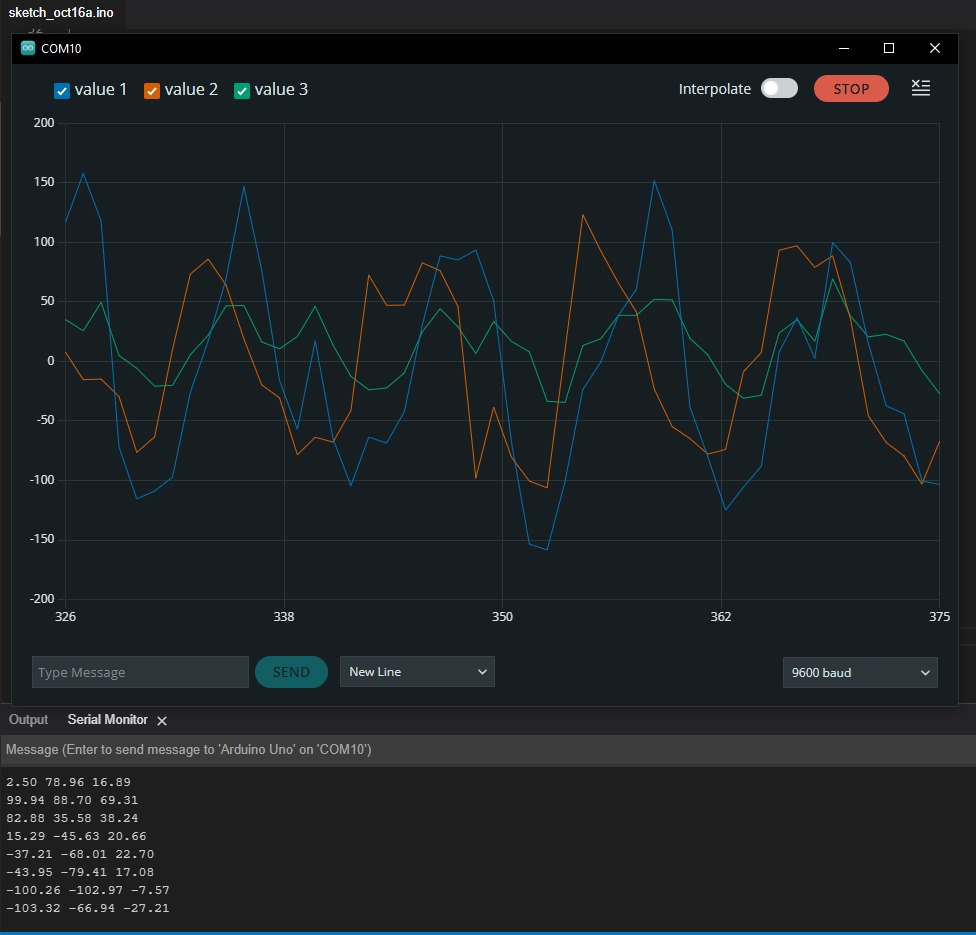 sketch_oct16a.ino
32
COM10
value 1 value 2 value 3 Interpolate STOP
200
150
100
50
0
-50
-100
-150
-200
326 338 350 362 375
Type Message SEND New Line 9600 baud
Output Serial Monitor
Message (Enter to send message to 'Arduino Uno' on 'COM10')
2.50 78.96 16.89
99.94 88.70 69.31
82.88 35.58 38.24
15.29 -45.63 20.66
-37.21 -68.01 22.70
-43.95 -79.41 17.08
-100.26 -102.97 -7.57
-103.32 -66.94 -27.21